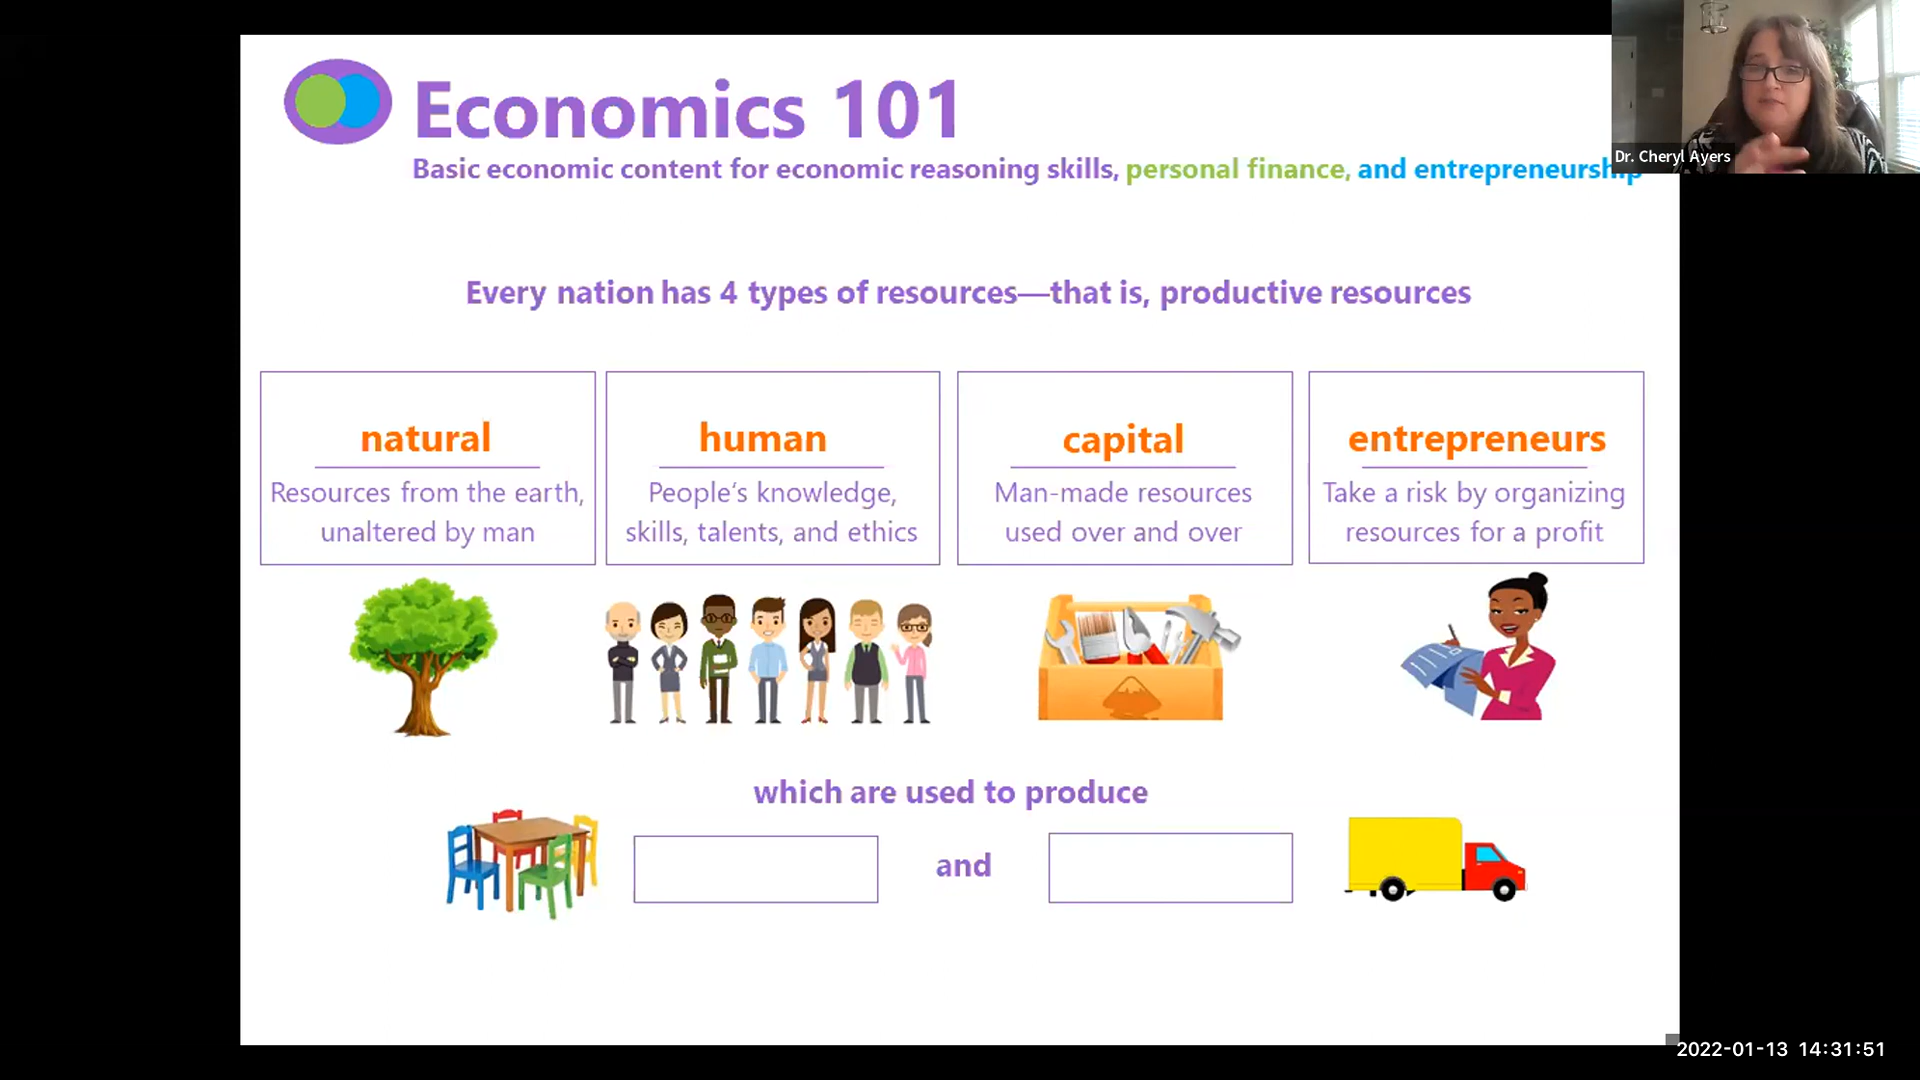 Economics 101
Basic economic content for economic reasoning skills, personal finance, and entrepreneurship
Dr. Cheryl Ayers
Every nation has 4 types of resources—that is, productive resources
natural
Resources from the earth,
unaltered by man
human
People‘s knowledge,
skills, talents, and ethics
capital
Man-made resources
used over and over
entrepreneurs
Take a risk by organizing
resources for a profit
which are used to produce
and
2022-01-13 14:31:51